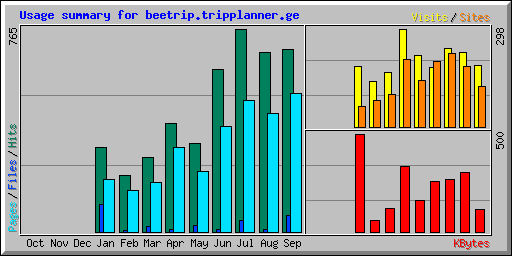 Usage summary for beetrip.tripplanner.ge
Visits / Sites
765
298
Pages / Files / Hits
500
Oct Nov Dec Jan Feb Mar Apr May Jun Jul Aug Sep
KBytes